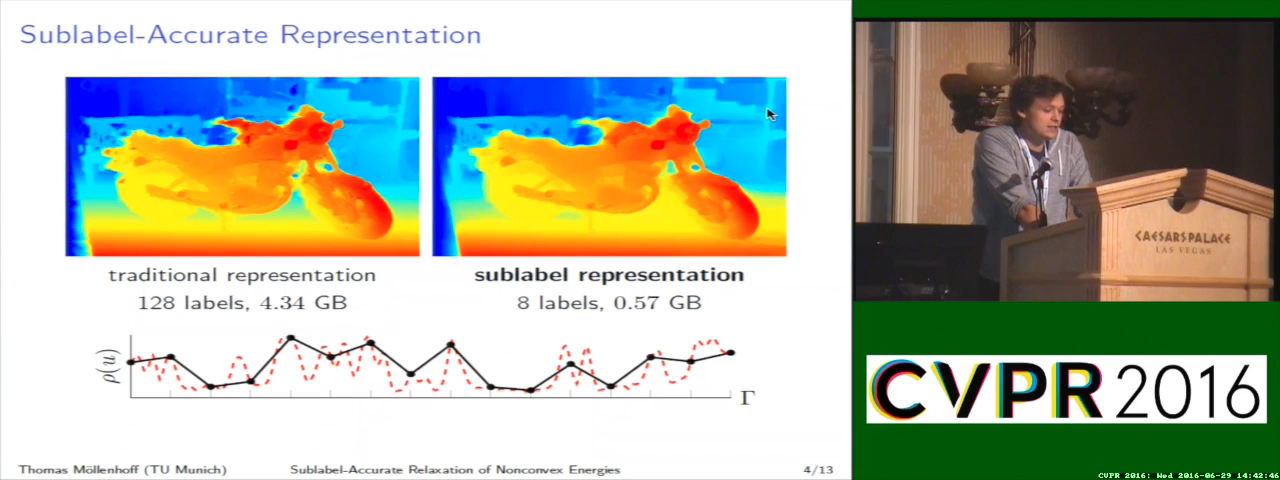 Sublabel-Accurate Representation
traditional representation
128 labels, 4.34 GB
sublabel representation
8 labels, 0.57 GB
ρ(u)
Γ
Thomas Möllenhoff (TU Munich)
Sublabel-Accurate Relaxation of Nonconvex Energies
4/13
CAESARS PALACE
LAS VEGAS
CVPR 2016
CVPR 2016: Wed 2016-06-29 14:42:46